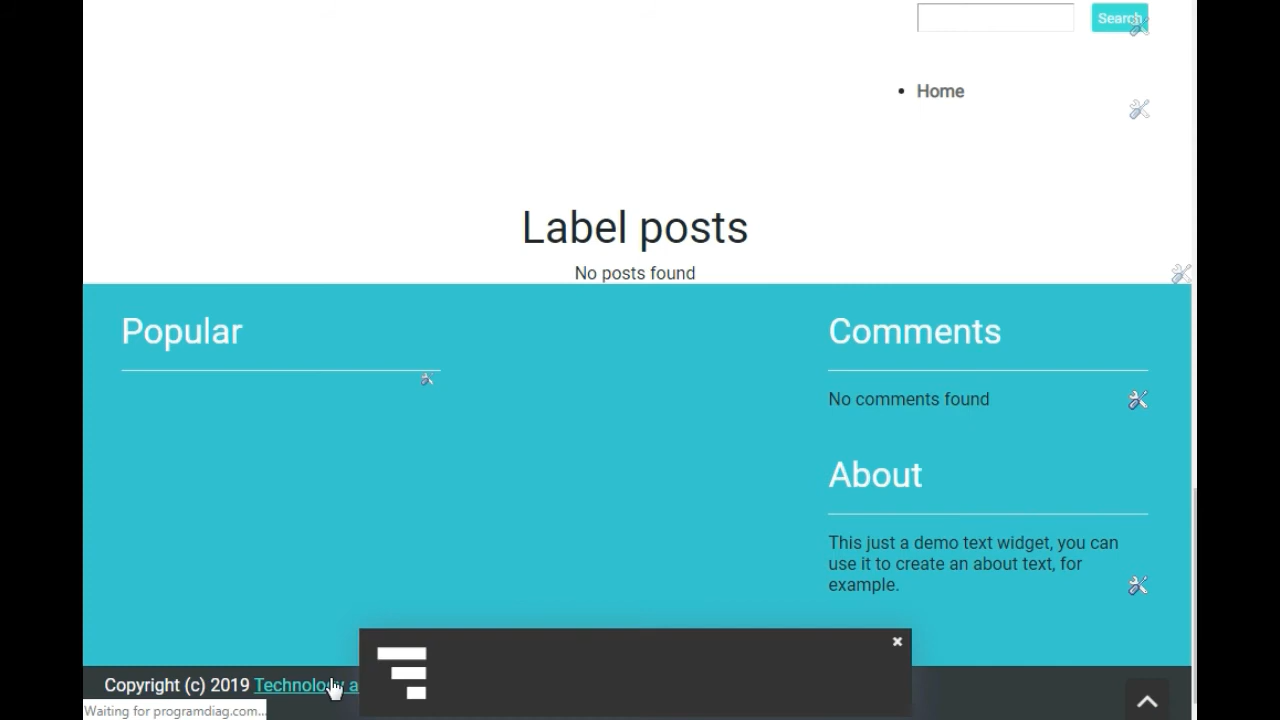 Search
Home
Label posts
No posts found
Popular
Comments
No comments found
About
This just a demo text widget, you can
use it to create an about text, for
example.
Copyright (c) 2019 Technology a
Waiting for programdiag.com...